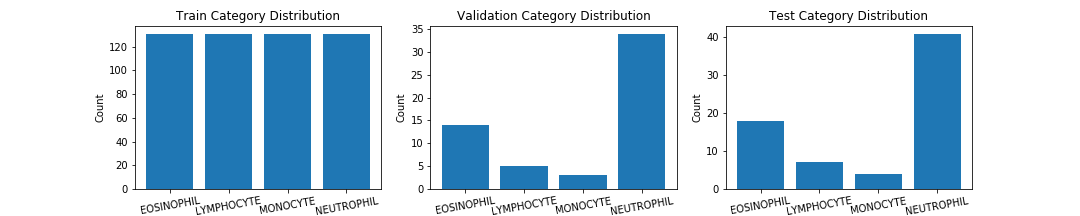 Train Category Distribution
Count
120
100
80
60
40
20
0
EOSINOPHIL LYMPHOCYTE MONOCYTE NEUTROPHIL
Validation Category Distribution
Count
35
30
25
20
15
10
5
0
EOSINOPHIL LYMPHOCYTE MONOCYTE NEUTROPHIL
Test Category Distribution
Count
40
30
20
10
0
EOSINOPHIL LYMPHOCYTE MONOCYTE NEUTROPHIL